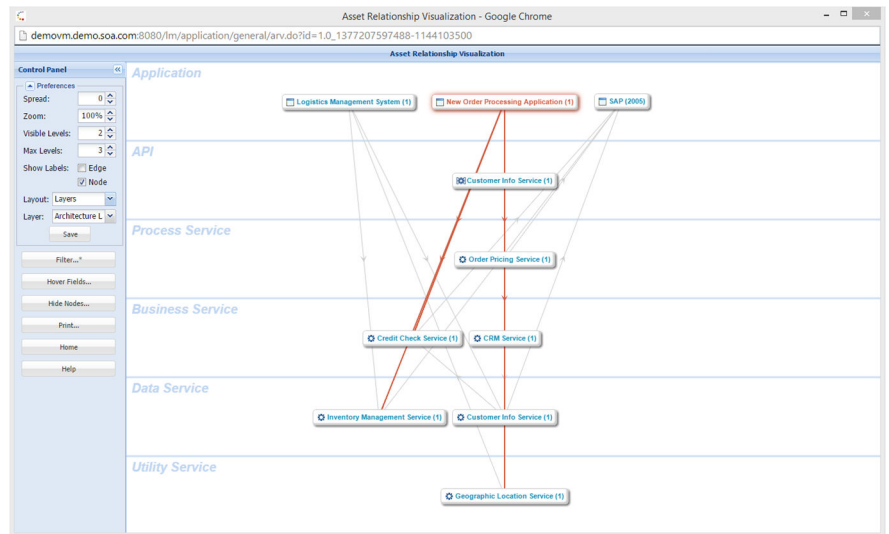 Asset Relationship Visualization - Google Chrome
demovm.demo.soa.com:8080/lm/application/general/arv.do?id=1.0_1377207597488-1144103500
Asset Relationship Visualization
Control Panel
Preferences
Spread: 0
Zoom: 100%
Visible Levels: 2
Max Levels: 3
Show Labels: Edge
Node
Layout: Layers
Layer: Architecture L
Save
Filter...*
Hover Fields...
Hide Nodes...
Print...
Home
Help
Application
Logistics Management System (1)
New Order Processing Application (1)
SAP (2005)
API
Customer Info Service (1)
Process Service
Order Pricing Service (1)
Business Service
Credit Check Service (1)
CRM Service (1)
Data Service
Inventory Management Service (1)
Customer Info Service (1)
Utility Service
Geographic Location Service (1)